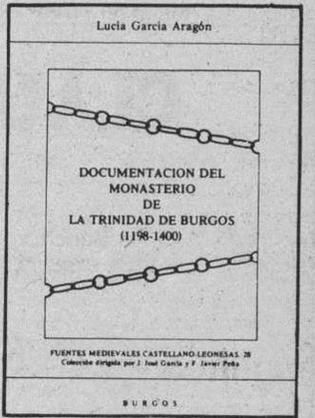 Lucía García Aragón
DOCUMENTACION DEL
MONASTERIO
DE
LA TRINIDAD DE BURGOS
(1198-1400)
FUENTES MEDIEVALES CASTELLANO-LEONESAS, 28
Colección dirigida por J. José García y F. Javier Peña
BURGOS